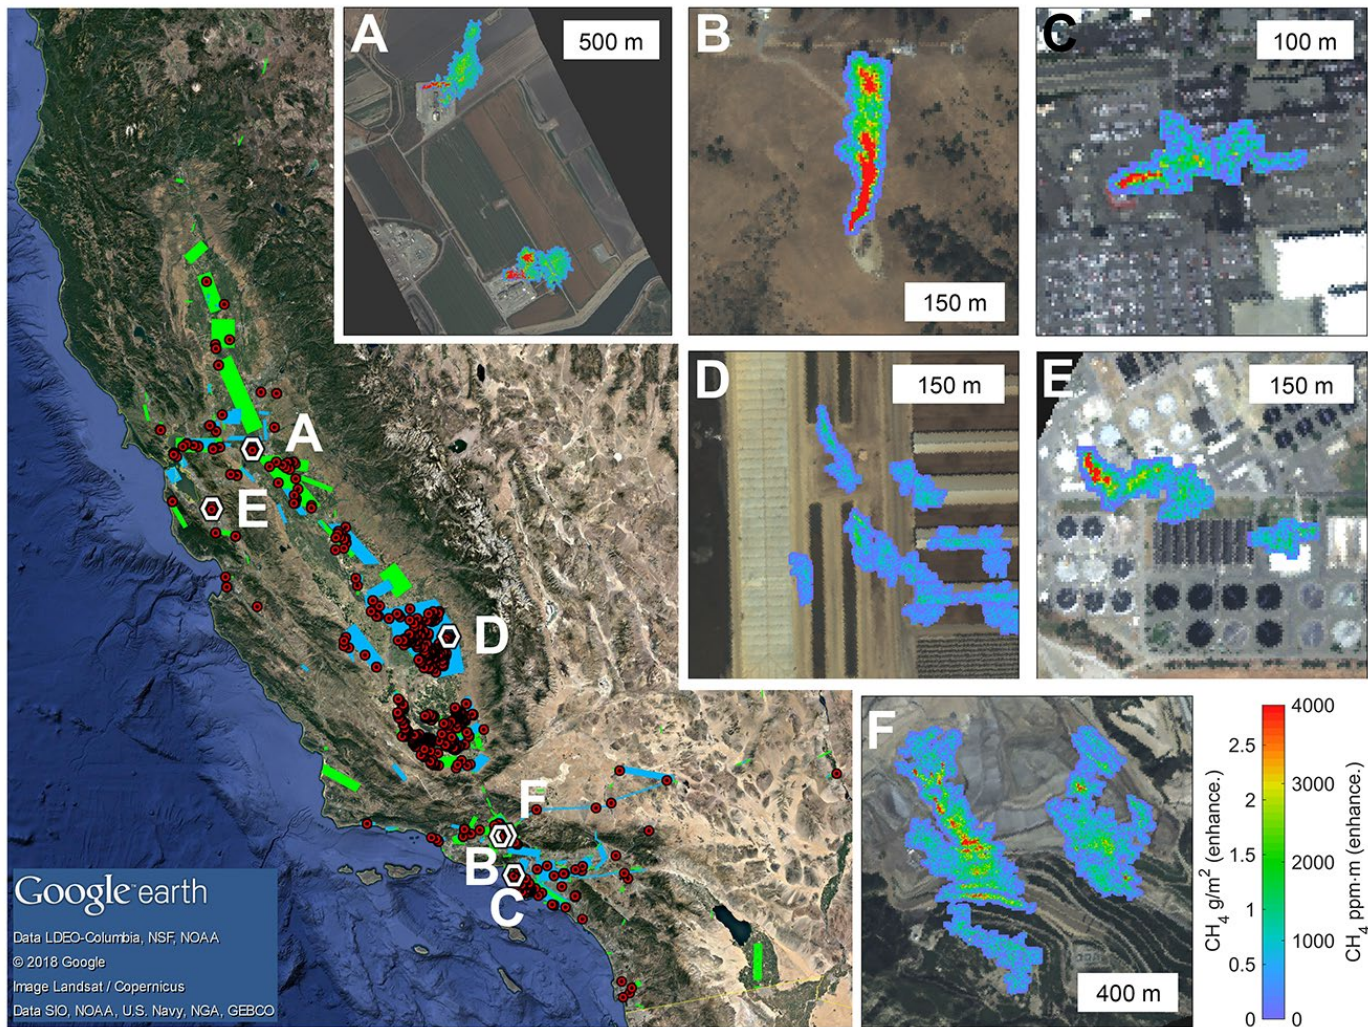 A
500 m
B
150 m
C
100 m
D
150 m
E
150 m
A
E
D
F
B
C
F
400 m
2.5
2
1.5
1
0.5
0
CH₄ g/m² (enhance.)
4000
3000
2000
1000
0
CH₄ ppm-m (enhance.)
Google earth
Data LDEO-Columbia, NSF, NOAA
© 2018 Google
Image Landsat / Copernicus
Data SIO, NOAA, U.S. Navy, NGA, GEBCO